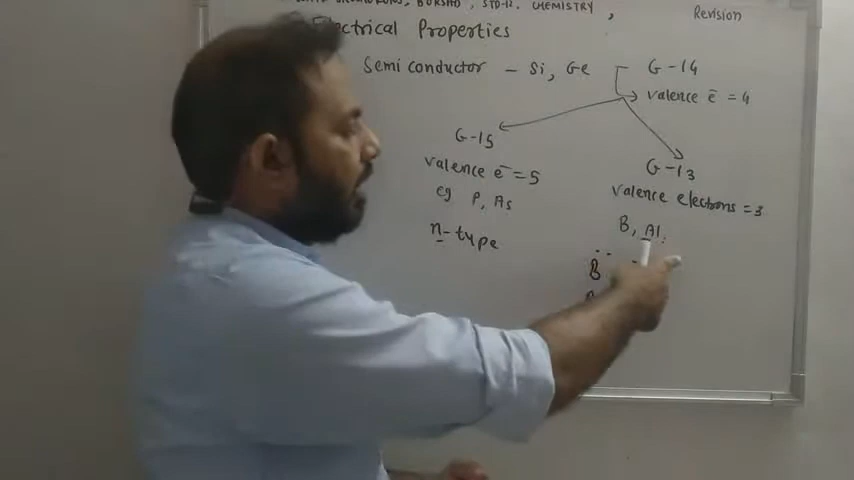 BORSAD, STD-12, CHEMISTRY,
Revision
Electrical Properties
Semi conductor - Si, Ge - G-14
valence e̅ = 4
G-15
valence e̅ = 5
eg P, As
n-type
G-13
valence electrons = 3
B, Al.
B